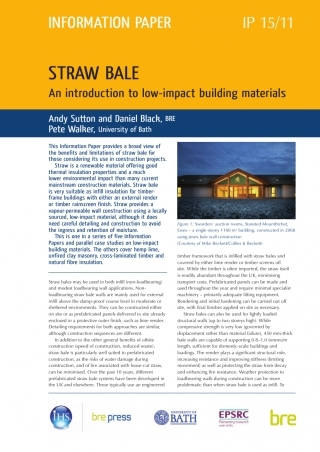 INFORMATION PAPER
IP 15/11
STRAW BALE
An introduction to low-impact building materials
Andy Sutton and Daniel Black, BRE
Pete Walker, University of Bath
This Information Paper provides a broad view of
the benefits and limitations of straw bale for
those considering its use in construction projects.
Straw is a renewable material offering good
thermal insulation properties and a much
lower environmental impact than many current
mainstream construction materials. Straw bale
is very suitable as infill insulation for timber-
frame buildings with either an external render
or timber rainscreen finish. Straw provides a
vapour-permeable wall construction using a locally
sourced, low-impact material, although it does
need careful detailing and construction to avoid
the ingress and retention of moisture.
This is one in a series of five Information
Papers and parallel case studies on low-impact
building materials. The others cover hemp lime,
unfired clay masonry, cross-laminated timber and
natural fibre insulation.
Figure 1: Sworders' auction rooms, Stansted Mountfitchet,
Essex – a single storey 1100 m² building, constructed in 2008
using straw bale wall construction
(Courtesy of Mike Beckett/Collins & Beckett)
Straw bales may be used in both infill (non-loadbearing)
and modest loadbearing wall applications. Non-
loadbearing straw bale walls are mainly used for external
infill above the damp-proof course level in moderate or
sheltered environments. They can be constructed either
on site or as prefabricated panels delivered to site already
enclosed in a protective outer finish, such as lime render.
Detailing requirements for both approaches are similar,
although construction sequences are different.
In addition to the other general benefits of offsite
construction (speed of construction, reduced waste),
straw bale is particularly well suited to prefabricated
construction, as the risks of water damage during
construction, and of fire associated with loose-cut straw,
can be minimised. Over the past 10 years, different
prefabricated straw bale systems have been developed in
the UK and elsewhere. These typically use an engineered
timber framework that is infilled with straw bales and
covered by either lime render or timber screens off
site. While the timber is often imported, the straw itself
is readily abundant throughout the UK, minimising
transport costs. Prefabricated panels can be made and
used throughout the year and require minimal specialist
machinery – primarily adequate lifting equipment.
Rendering and initial hardening can be carried out off
site, with final finishes applied on site as necessary.
Straw bales can also be used for lightly loaded
structural walls (up to two storeys high). While
compressive strength is very low (governed by
displacement rather than material failure), 450 mm-thick
bale walls are capable of supporting 0.8–1.0 tonnes/m
length, sufficient for domestic-scale buildings and
loadings. The render plays a significant structural role,
increasing resistance and improving stiffness (limiting
movement) as well as protecting the straw from decay
and enhancing fire resistance. Weather protection to
loadbearing walls during construction can be more
problematic than when straw bale is used as infill. To
IHS
bre press
UNIVERSITY OF
BATH
EPSRC
bre